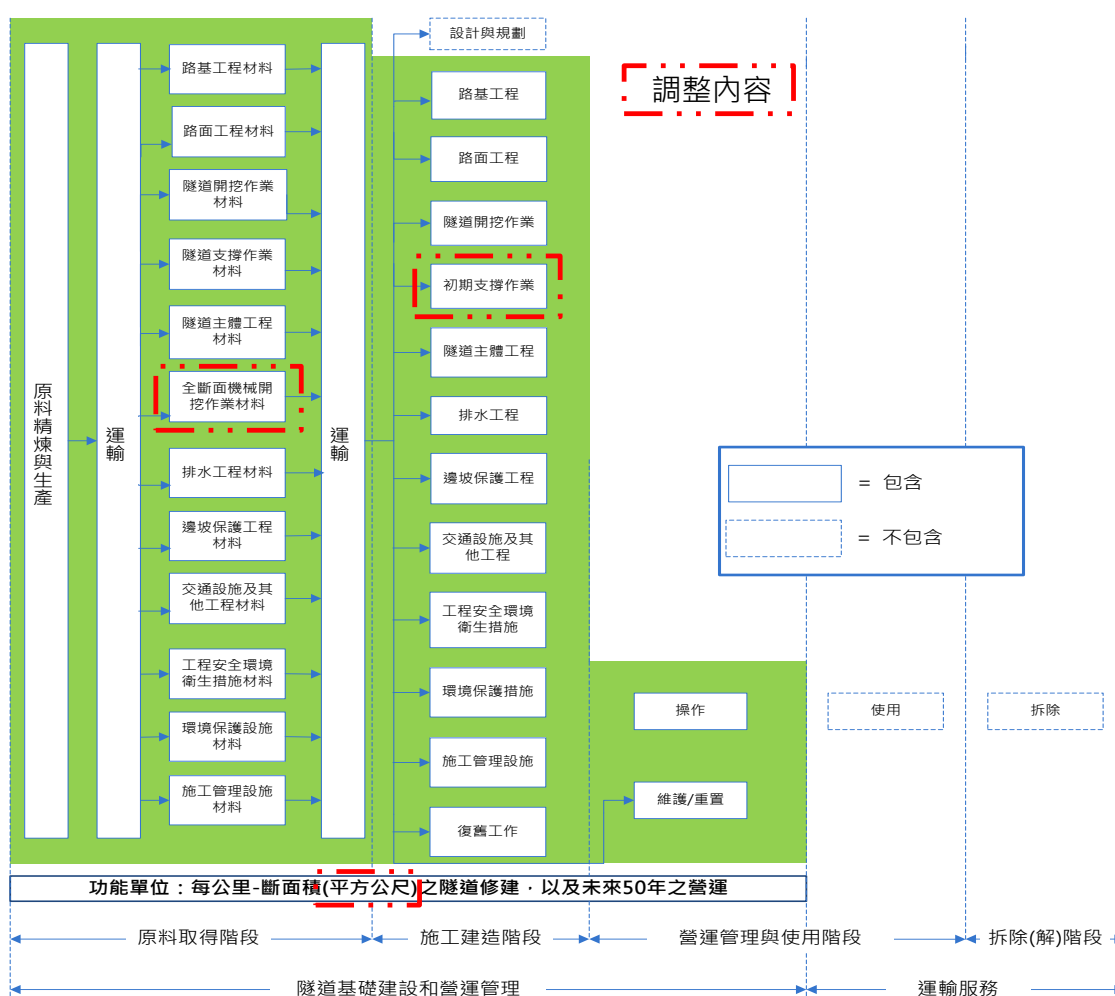 設計與規劃
調整內容
原料精煉與生產
運輸
路基工程材料
路面工程材料
隧道開挖作業
材料
隧道支撐作業
材料
隧道主體工程
材料
全斷面機械開
挖作業材料
排水工程材料
邊坡保護工程
材料
交通設施及其
他工程材料
工程安全環境
衛生措施材料
環境保護設施
材料
施工管理設施
材料
運輸
路基工程
路面工程
隧道開挖作業
初期支撐作業
隧道主體工程
排水工程
邊坡保護工程
交通設施及其
他工程
工程安全環境
衛生措施
環境保護措施
施工管理設施
復舊工作
= 包含
= 不包含
操作
維護/重置
使用
拆除
功能單位：每公里-斷面積(平方公尺)之隧道修建，以及未來50年之營運
原料取得階段
施工建造階段
營運管理與使用階段
拆除(解)階段
隧道基礎建設和營運管理
運輸服務